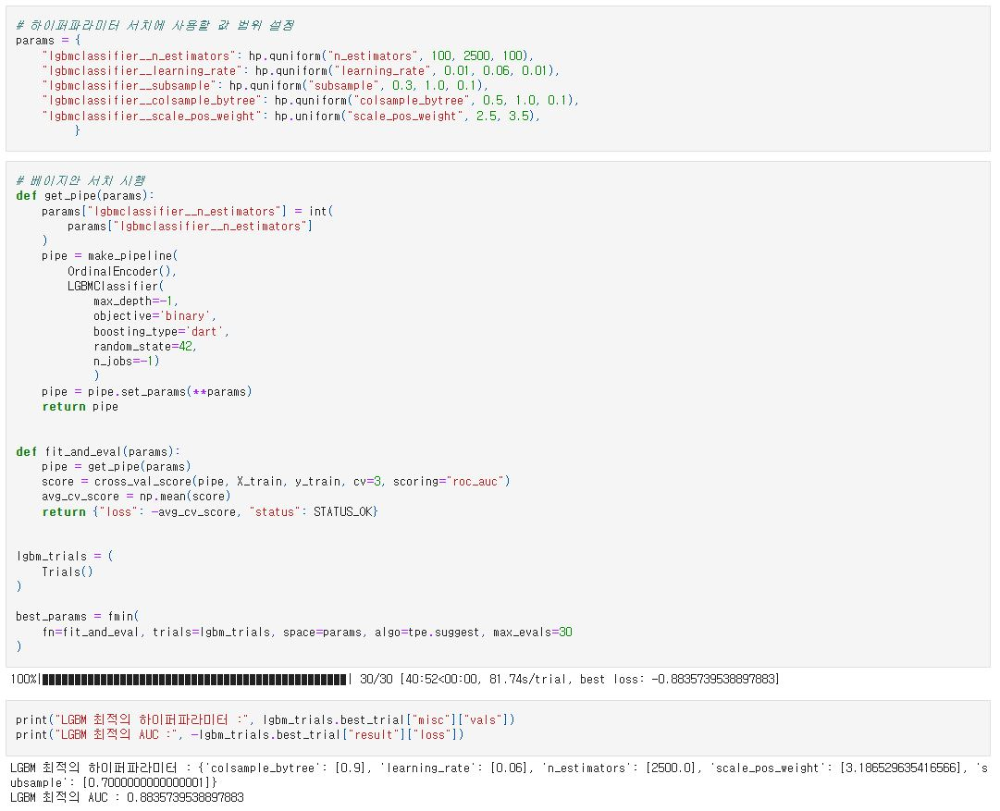 # 하이퍼파라미터 서치에 사용할 값 범위 설정
params = {
    "lgbmclassifier__n_estimators": hp.quniform("n_estimators", 100, 2500, 100),
    "lgbmclassifier__learning_rate": hp.quniform("learning_rate", 0.01, 0.06, 0.01),
    "lgbmclassifier__subsample": hp.quniform("subsample", 0.3, 1.0, 0.1),
    "lgbmclassifier__colsample_bytree": hp.quniform("colsample_bytree", 0.5, 1.0, 0.1),
    "lgbmclassifier__scale_pos_weight": hp.uniform("scale_pos_weight", 2.5, 3.5),
         }
# 베이지안 서치 시행
def get_pipe(params):
    params["lgbmclassifier__n_estimators"] = int(
        params["lgbmclassifier__n_estimators"]
    )
    pipe = make_pipeline(
        OrdinalEncoder(),
        LGBMClassifier(
            max_depth=-1,
            objective='binary',
            boosting_type='dart',
            random_state=42,
            n_jobs=-1)
            )
    pipe = pipe.set_params(**params)
    return pipe
def fit_and_eval(params):
    pipe = get_pipe(params)
    score = cross_val_score(pipe, X_train, y_train, cv=3, scoring="roc_auc")
    avg_cv_score = np.mean(score)
    return {"loss": -avg_cv_score, "status": STATUS_OK}
lgbm_trials = (
    Trials()
)
best_params = fmin(
    fn=fit_and_eval, trials=lgbm_trials, space=params, algo=tpe.suggest, max_evals=30
)
100%|███████████████████████████████████████████████| 30/30 [40:52<00:00, 81.74s/trial, best loss: -0.8835739538897883]
print("LGBM 최적의 하이퍼파라미터 :", lgbm_trials.best_trial["misc"]["vals"])
print("LGBM 최적의 AUC :", -lgbm_trials.best_trial["result"]["loss"])
LGBM 최적의 하이퍼파라미터 : {'colsample_bytree': [0.9], 'learning_rate': [0.06], 'n_estimators': [2500.0], 'scale_pos_weight': [3.186529635416566], 's
ubsample': [0.7000000000000001]}
LGBM 최적의 AUC : 0.8835739538897883